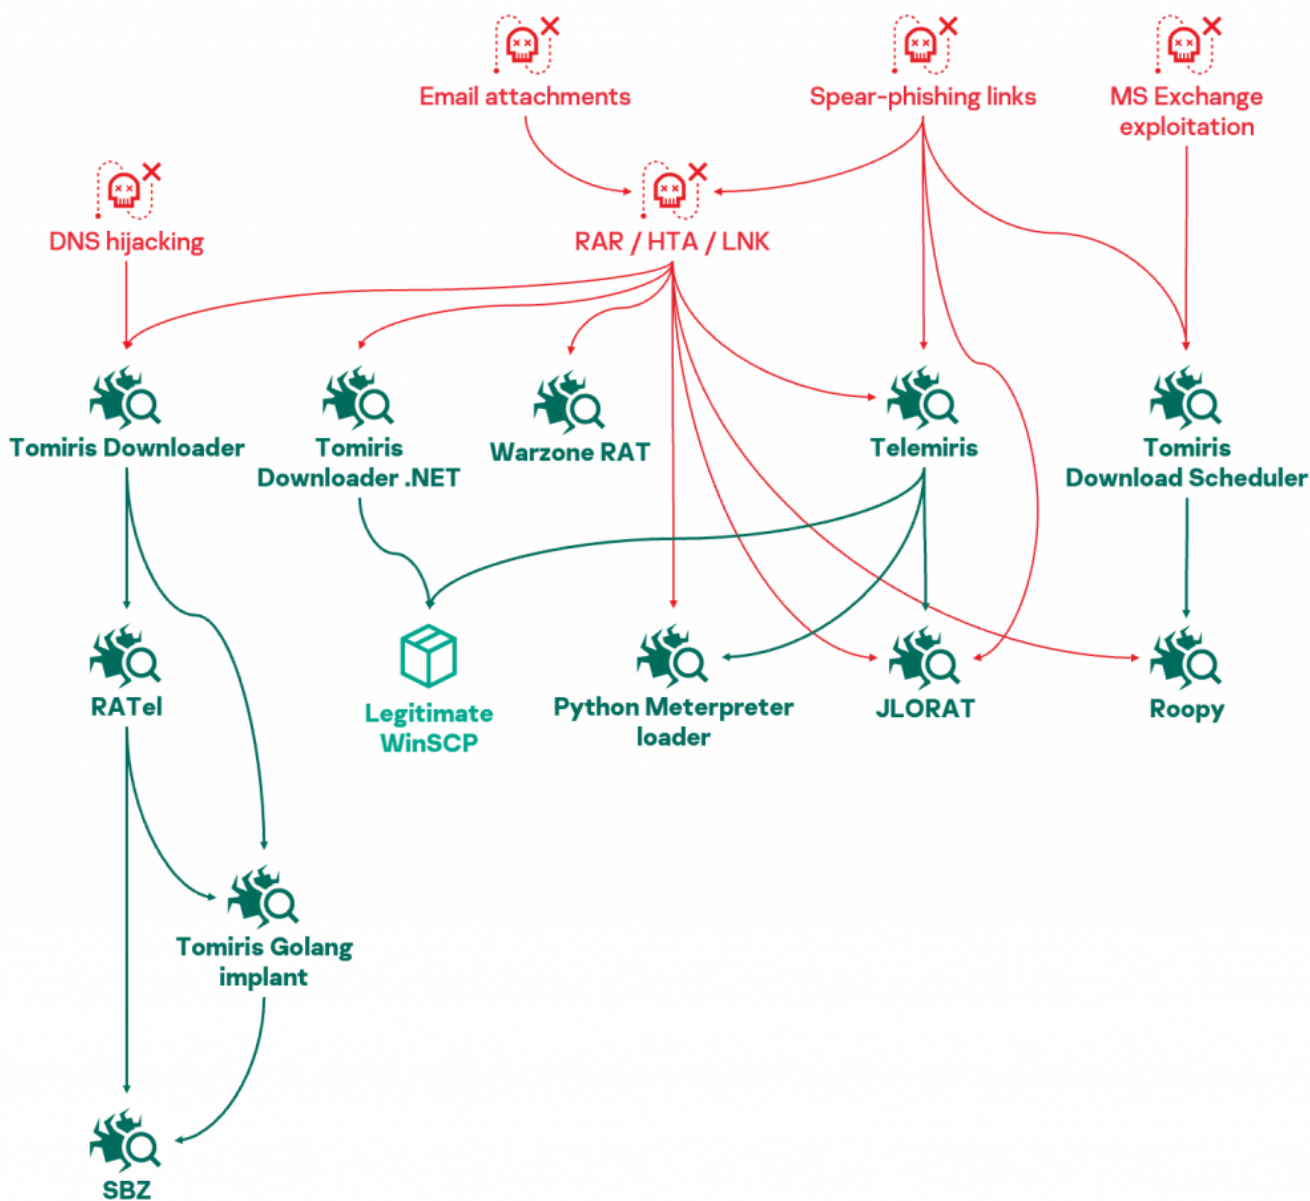 Email attachments
Spear-phishing links
MS Exchange
exploitation
DNS hijacking
RAR / HTA / LNK
Tomiris Downloader
Tomiris
Downloader .NET
Warzone RAT
Telemiris
Tomiris
Download Scheduler
RATel
Legitimate
WinSCP
Python Meterpreter
loader
JLORAT
Roopy
Tomiris Golang
implant
SBZ